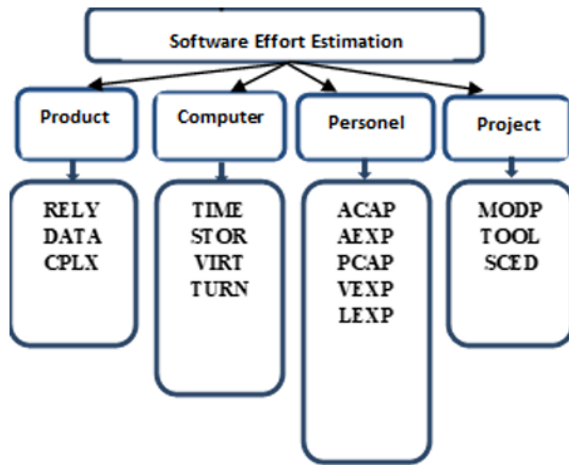 Software Effort Estimation
Product
Computer
Personel
Project
RELY
DATA
CPLX
TIME
STOR
VIRT
TURN
ACAP
AEXP
PCAP
VEXP
LEXP
MODP
TOOL
SCED